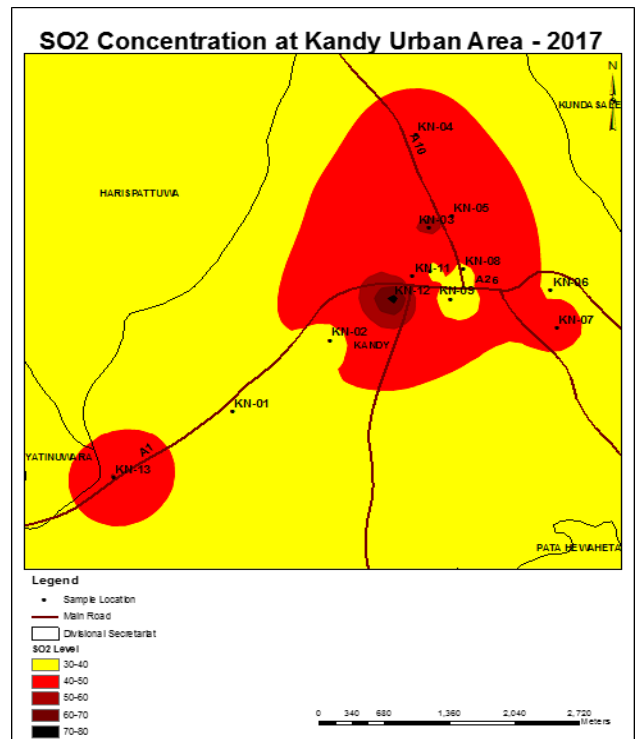 SO2 Concentration at Kandy Urban Area - 2017
N
KUNDASALE
KN-04
A10
HARISPATTUWA
KN-05
KN-03
KN-08
KN-11
A26
KN-06
KN-12
KN-09
KN-07
KN-02
KANDY
KN-01
A1
YATINUWARA
KN-13
PATA HEWAHETA
Legend
Sample Location
Main Road
Divisional Secretariat
SO2 Level
30-40
40-50
50-60
60-70
70-80
0 340 680 1,360 2,040 2,720
Meters